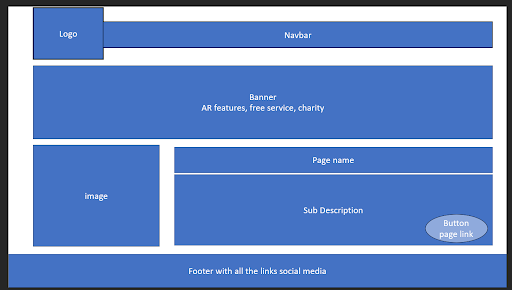 Logo
Navbar
Banner
AR features, free service, charity
image
Page name
Sub Description
Button
page link
Footer with all the links social media